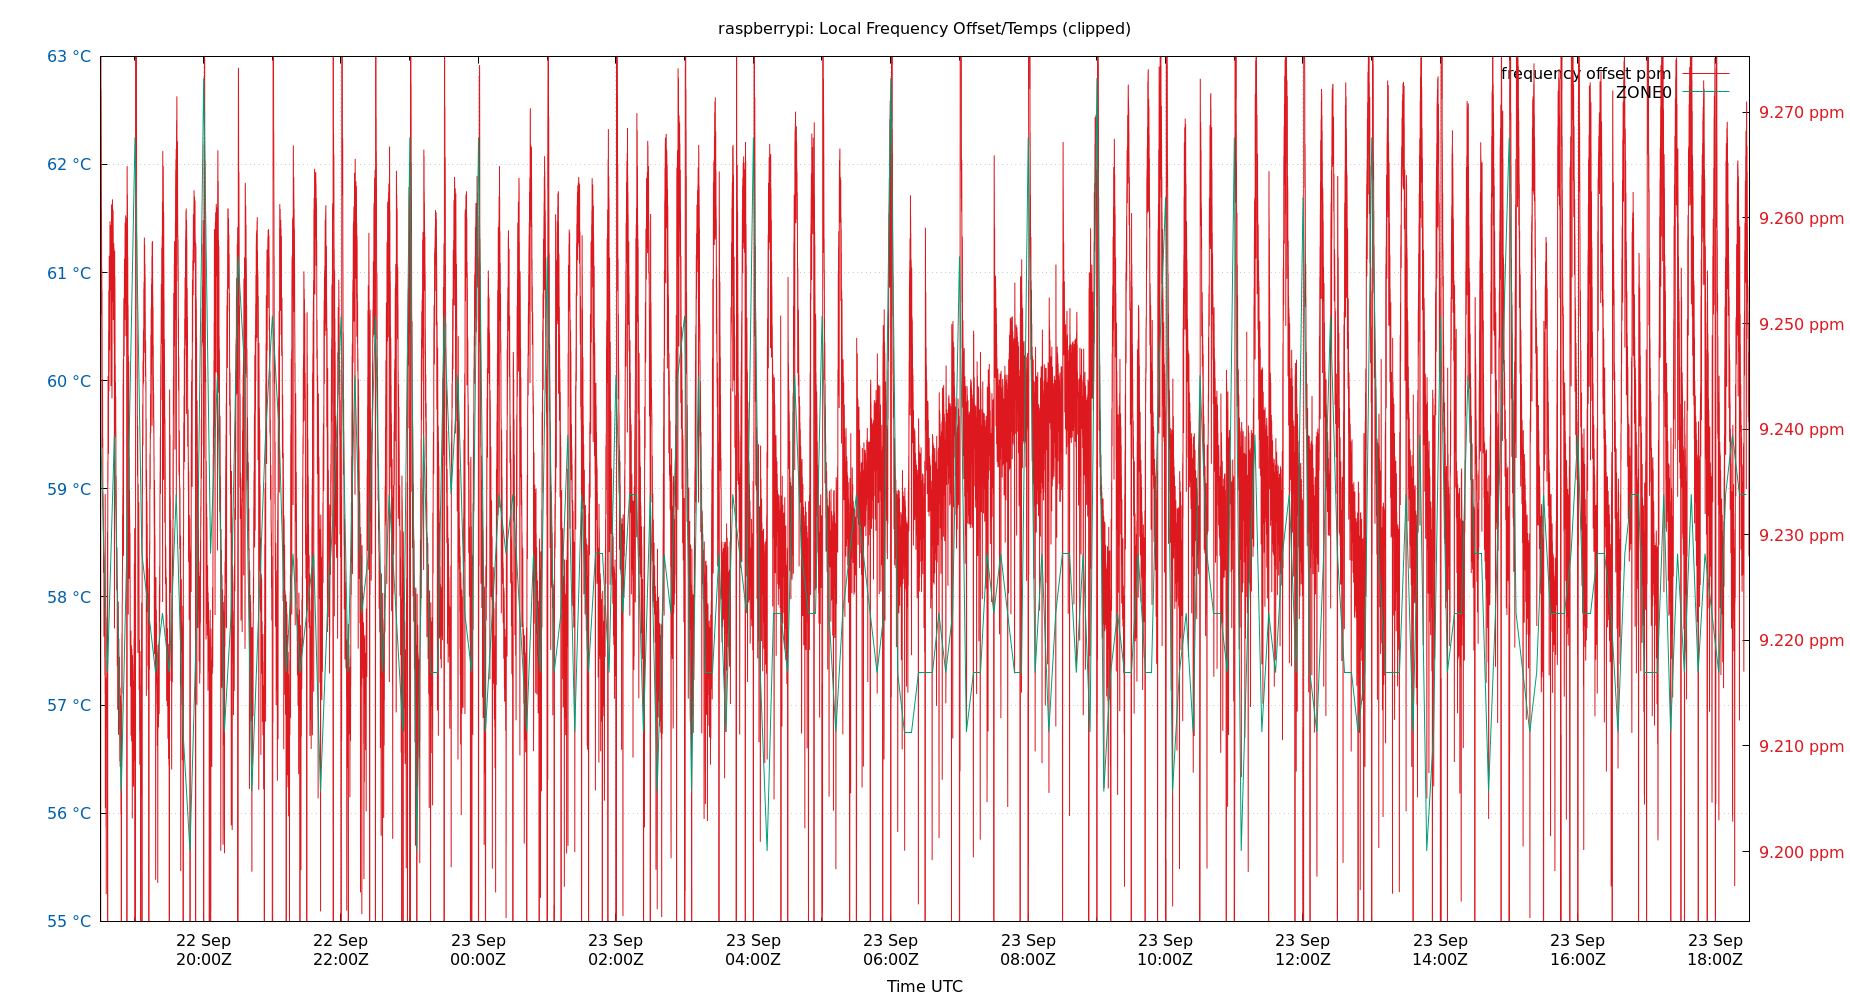 raspberrypi: Local Frequency Offset/Temps (clipped)
63 °C
62 °C
61 °C
60 °C
59 °C
58 °C
57 °C
56 °C
55 °C
frequency offset ppm
ZONE0
9.270 ppm
9.260 ppm
9.250 ppm
9.240 ppm
9.230 ppm
9.220 ppm
9.210 ppm
9.200 ppm
22 Sep 22 Sep 23 Sep 23 Sep 23 Sep 23 Sep 23 Sep 23 Sep 23 Sep 23 Sep 23 Sep 23 Sep
20:00Z 22:00Z 00:00Z 02:00Z 04:00Z 06:00Z 08:00Z 10:00Z 12:00Z 14:00Z 16:00Z 18:00Z
Time UTC